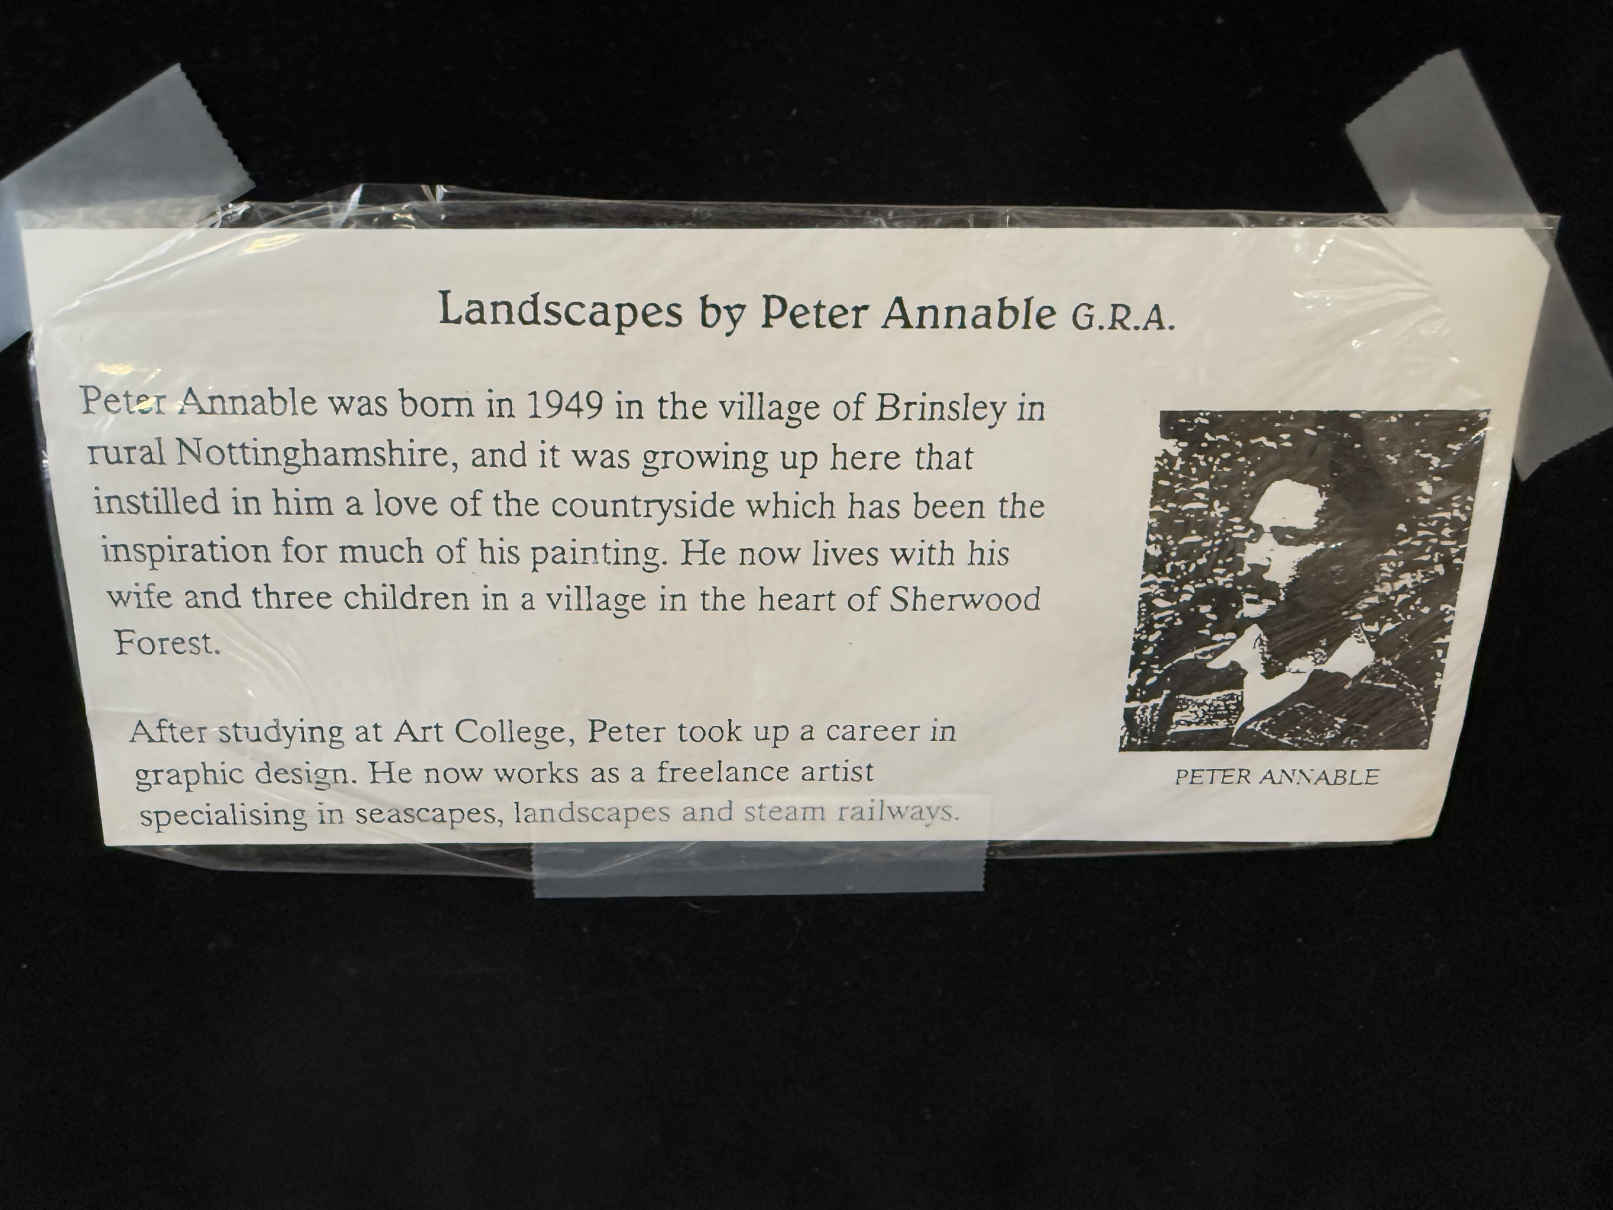 Landscapes by Peter Annable G.R.A.
Peter Annable was born in 1949 in the village of Brinsley in
rural Nottinghamshire, and it was growing up here that
instilled in him a love of the countryside which has been the
inspiration for much of his painting. He now lives with his
wife and three children in a village in the heart of Sherwood
Forest.
After studying at Art College, Peter took up a career in
graphic design. He now works as a freelance artist
specialising in seascapes, landscapes and steam railways.
PETER ANNABLE